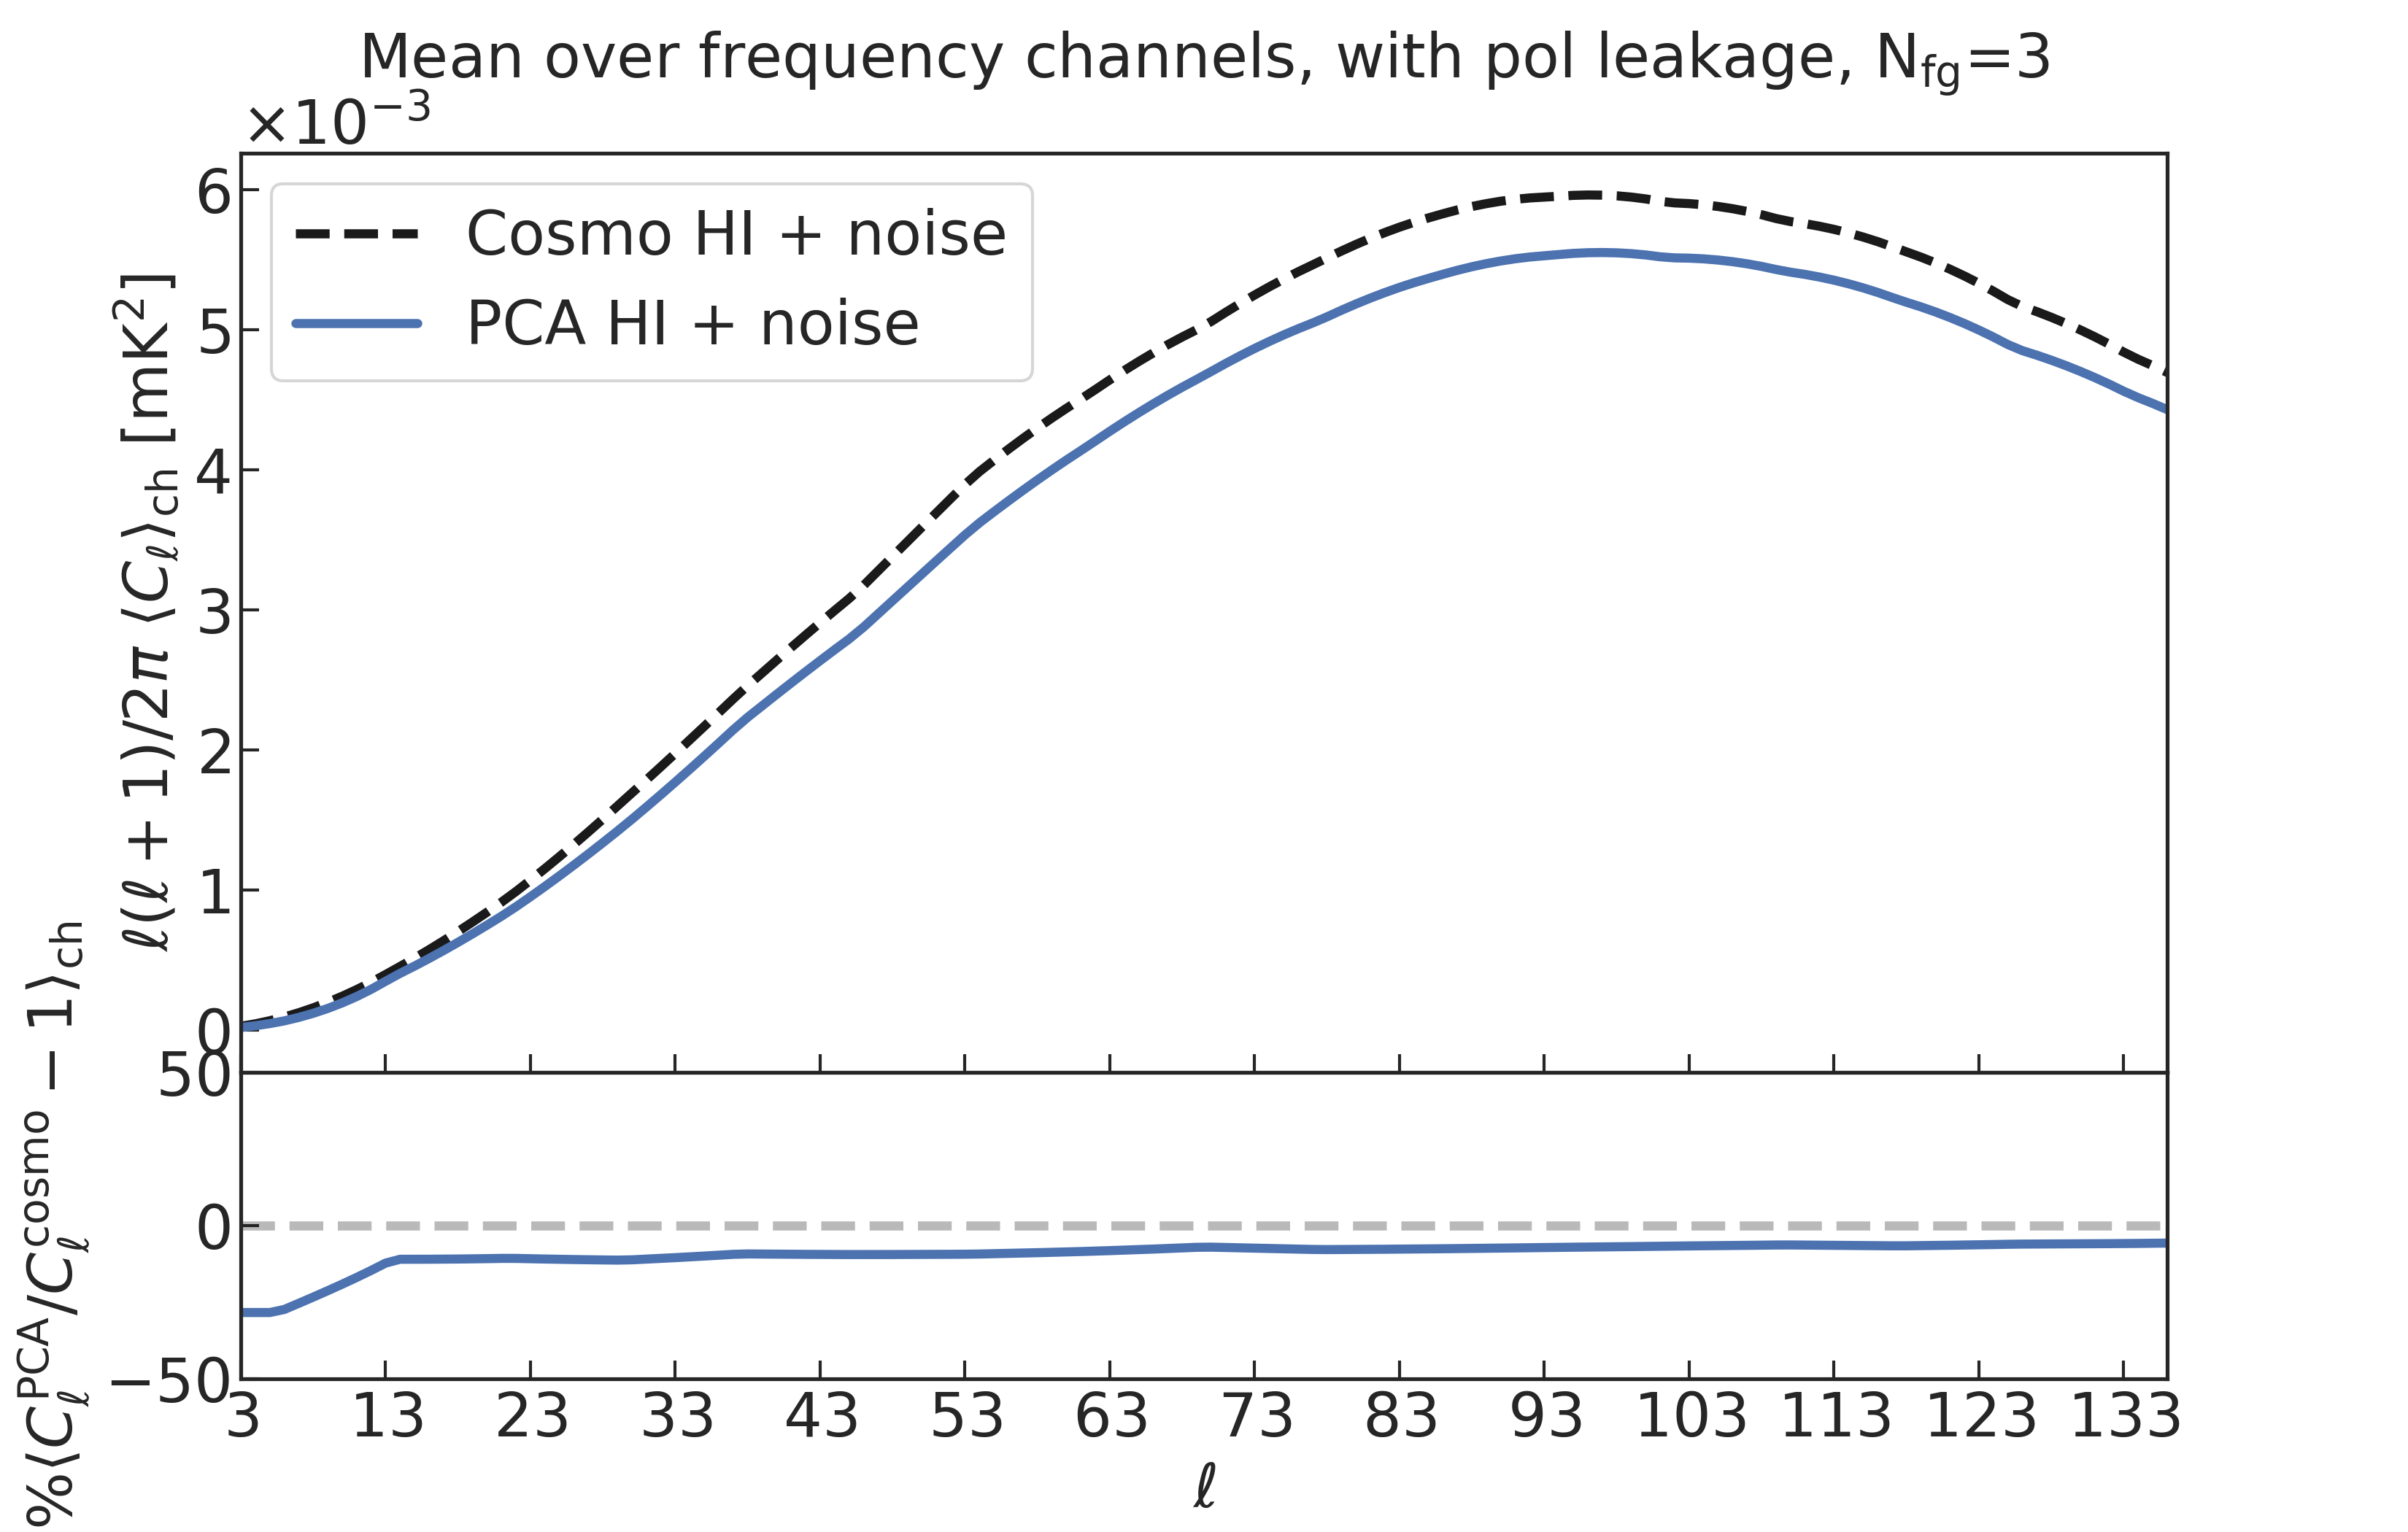 Mean over frequency channels, with pol leakage, N_fg=3
×10^−3
Cosmo HI + noise
PCA HI + noise
ℓ(ℓ + 1)/2π ⟨C_ℓ⟩_ch [mK^2]
6
5
4
3
2
1
0
%⟨C_ℓ^PCA/C_ℓ^cosmo − 1⟩_ch
50
0
−50
3 13 23 33 43 53 63 73 83 93 103 113 123 133
ℓ